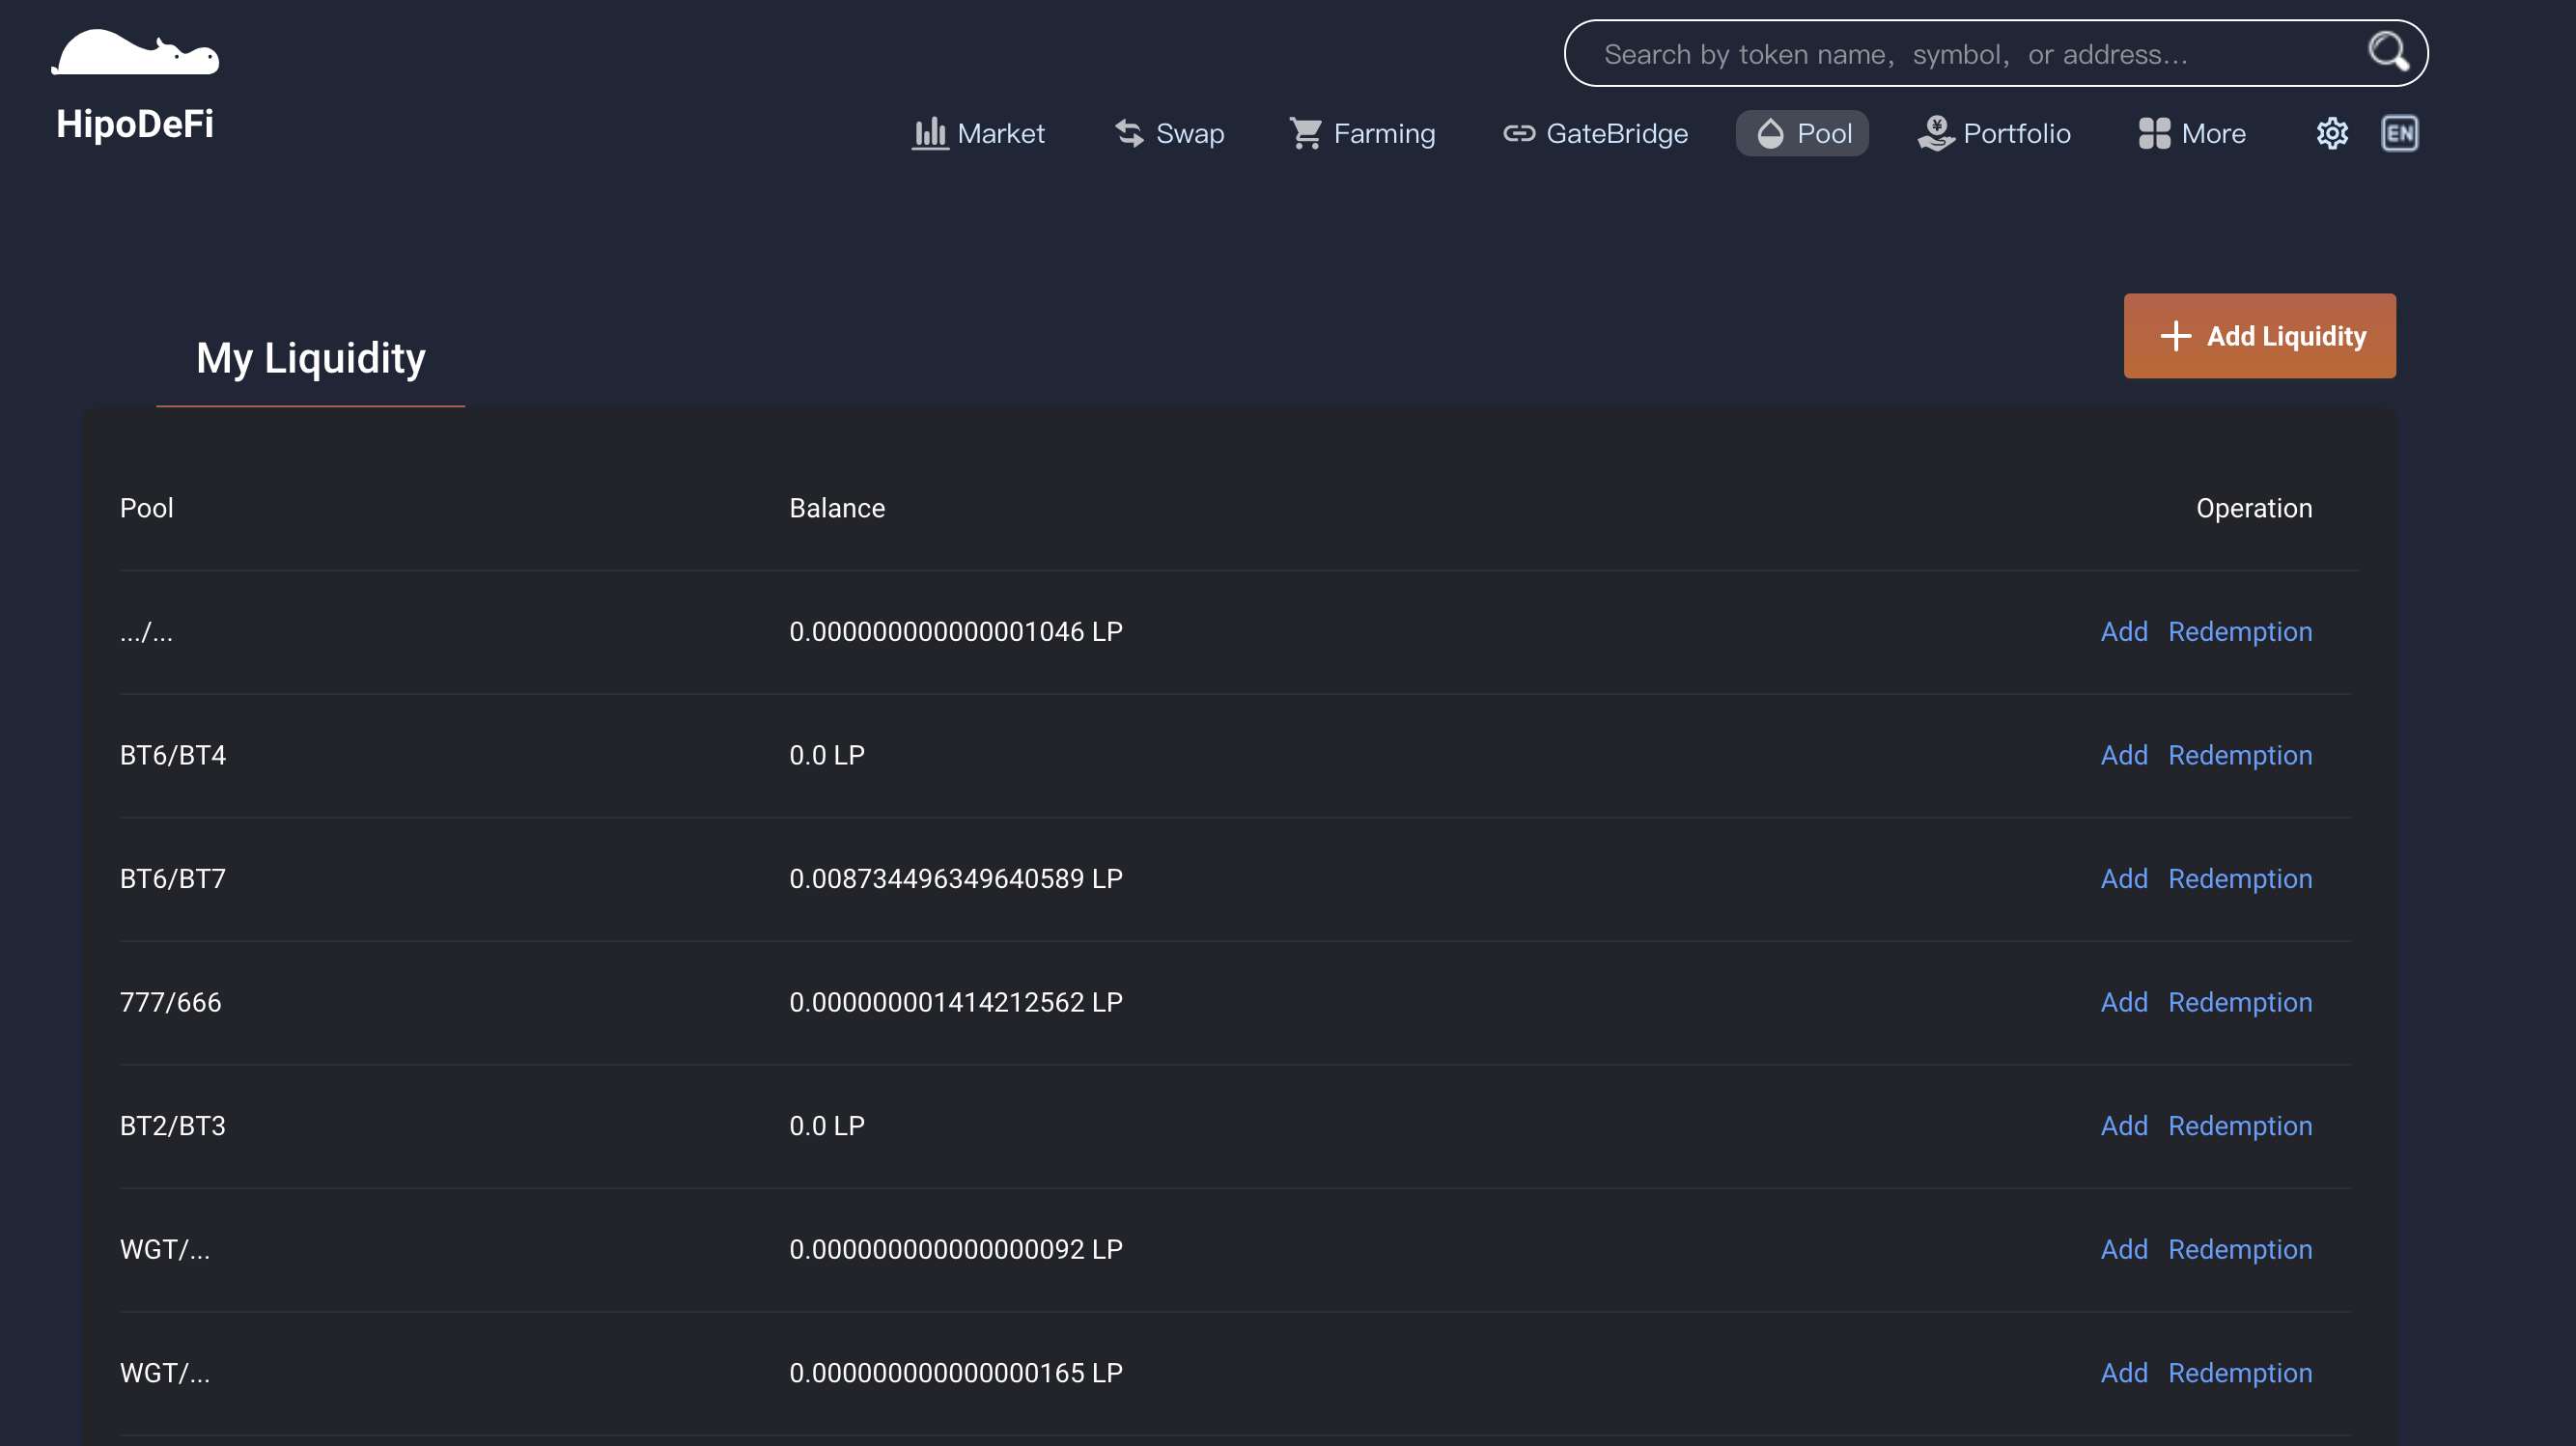 HipoDeFi
Search by token name, symbol, or address...
Market Swap Farming GateBridge Pool Portfolio More EN
My Liquidity
Add Liquidity
Pool Balance Operation
.../... 0.000000000000001046 LP Add Redemption
BT6/BT4 0.0 LP Add Redemption
BT6/BT7 0.008734496349640589 LP Add Redemption
777/666 0.000000001414212562 LP Add Redemption
BT2/BT3 0.0 LP Add Redemption
WGT/... 0.000000000000000092 LP Add Redemption
WGT/... 0.000000000000000165 LP Add Redemption